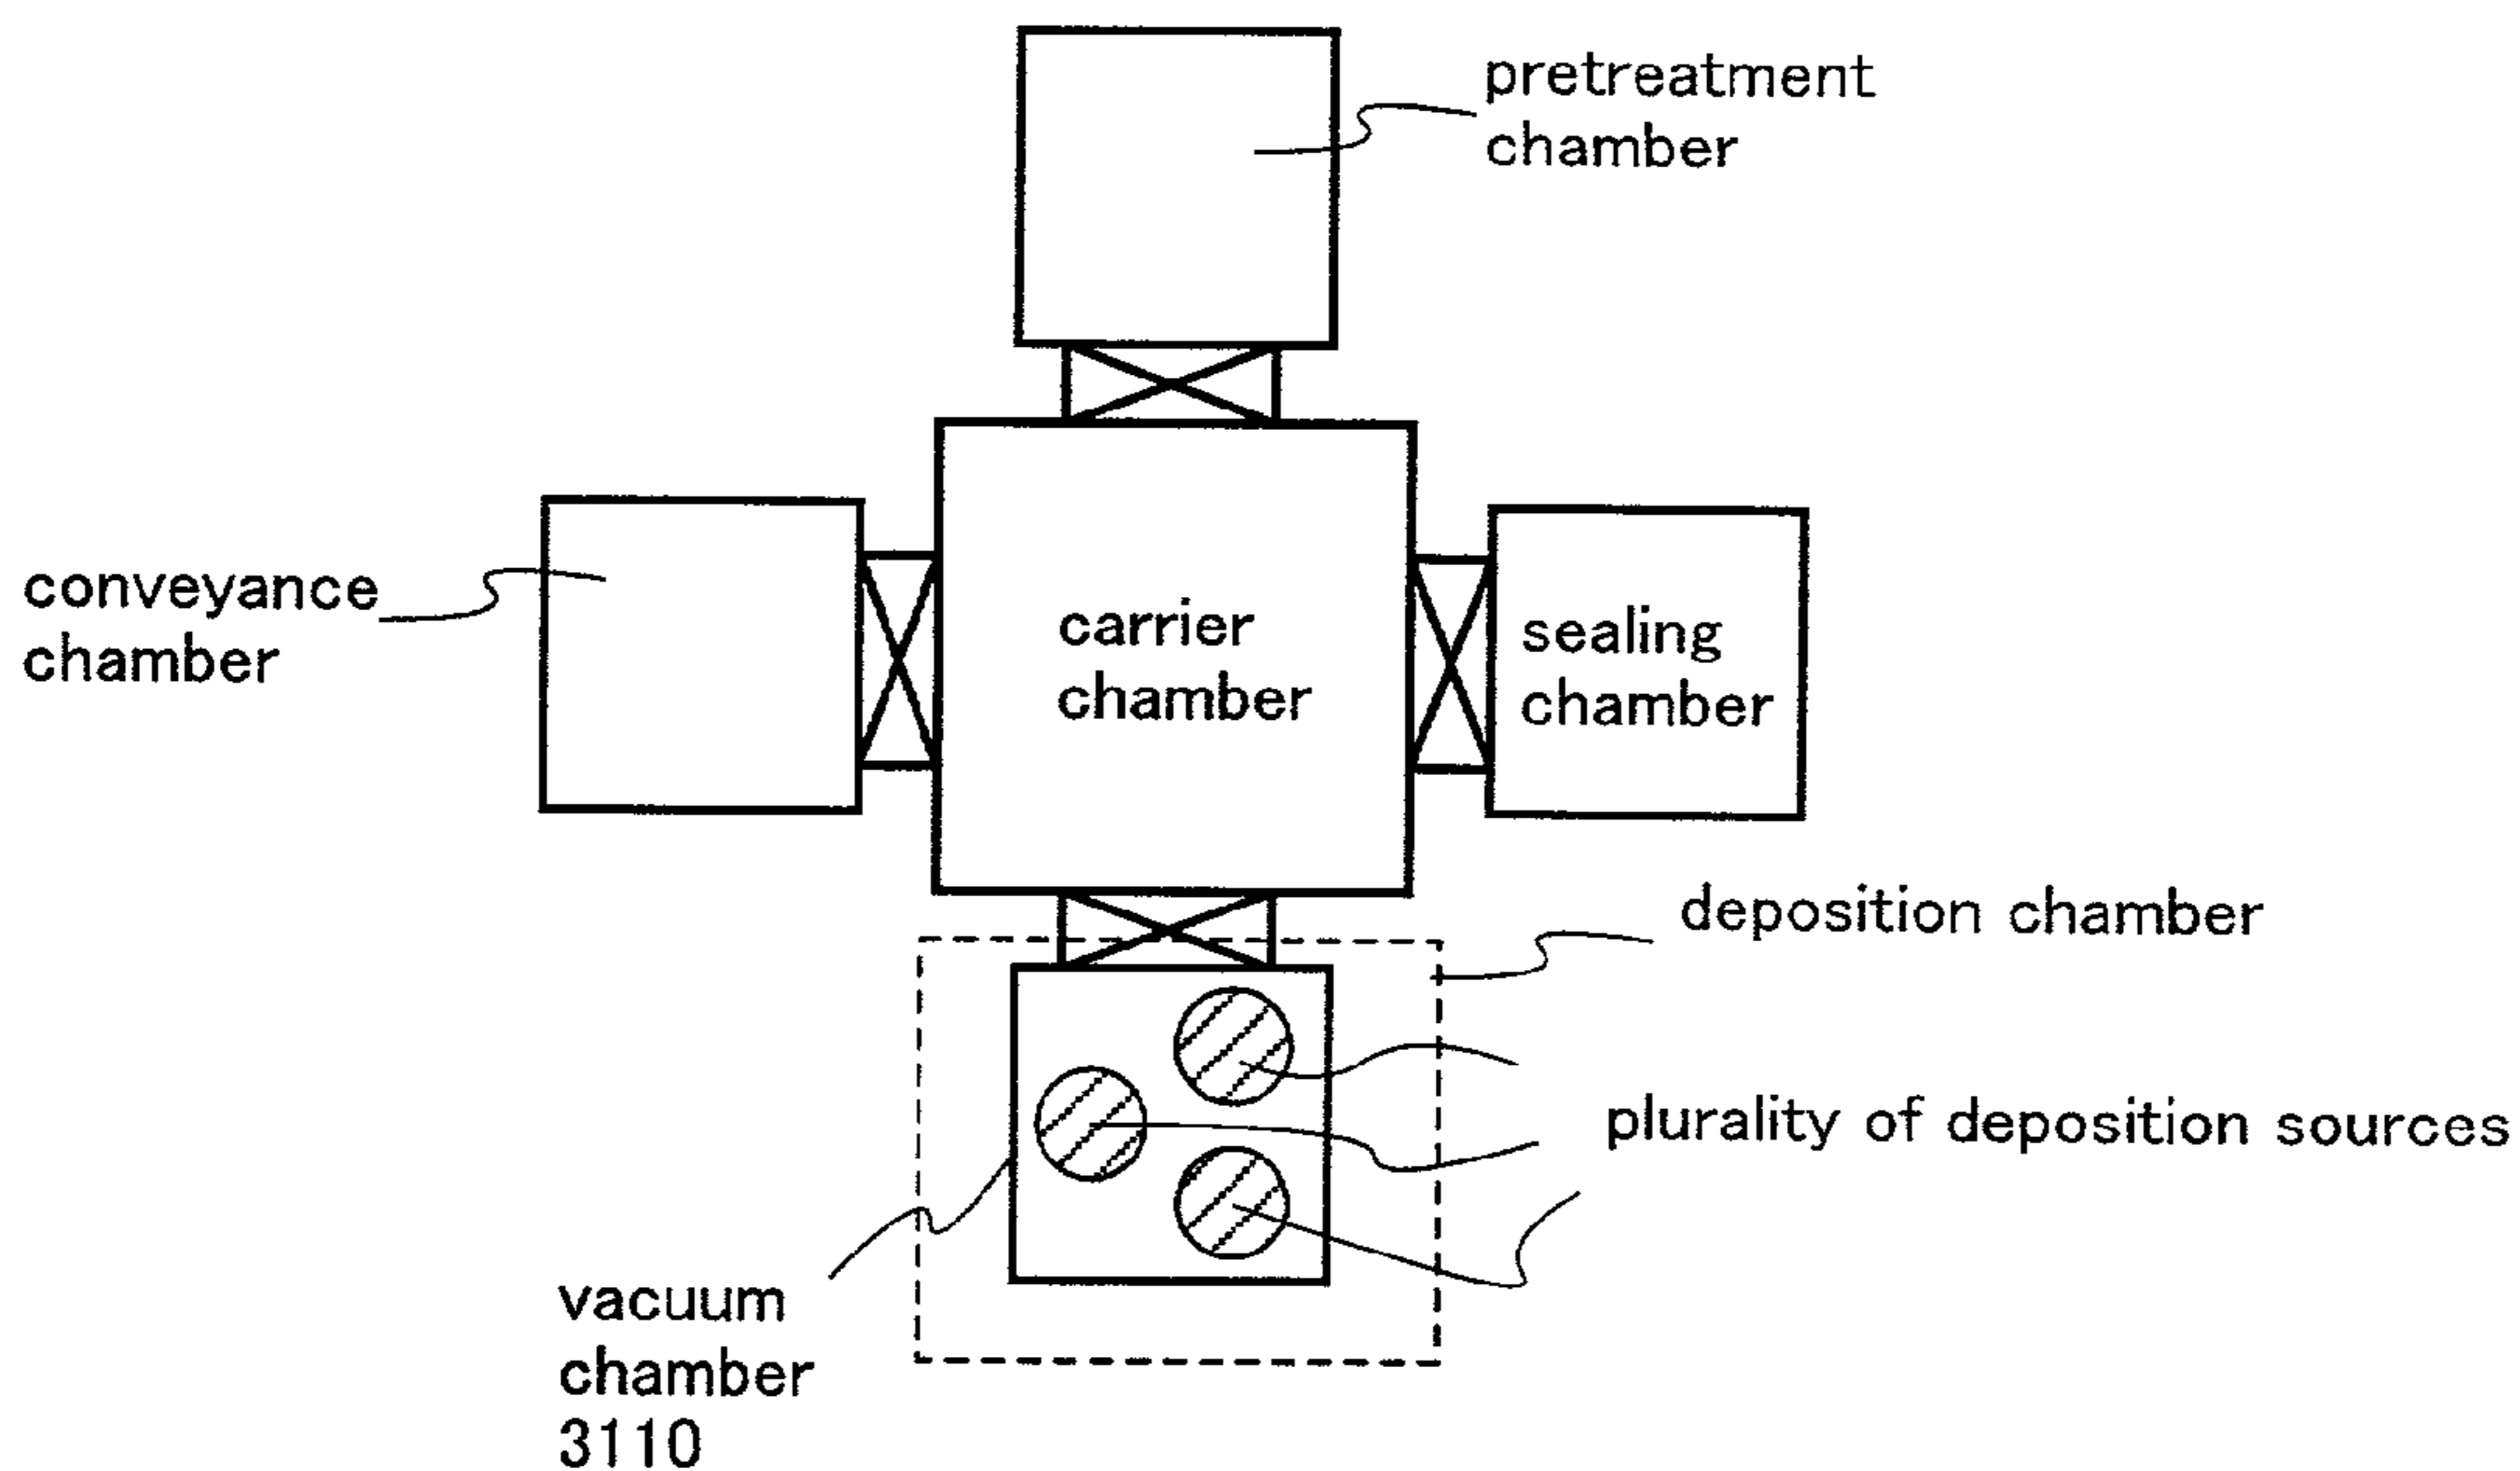 pretreatment
chamber
conveyance
chamber
carrier
chamber
sealing
chamber
deposition chamber
plurality of deposition sources
vacuum
chamber
3110